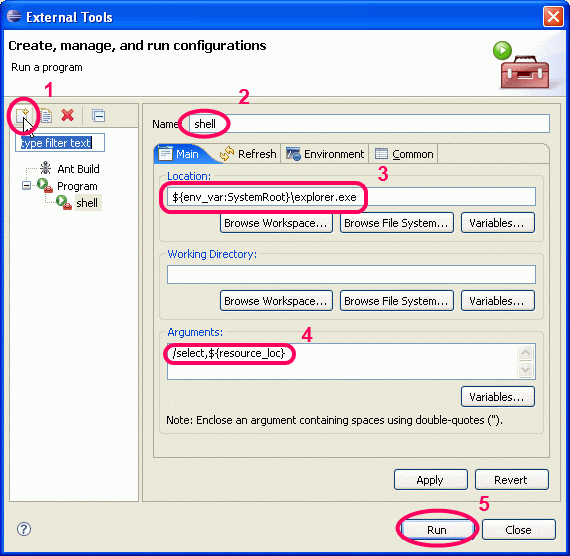 External Tools
Create, manage, and run configurations
Run a program
1
2
Name: shell
type filter text
Main Refresh Environment Common
Ant Build
Program
shell
3
Location:
${env_var:SystemRoot}\explorer.exe
Browse Workspace... Browse File System... Variables...
Working Directory:
Browse Workspace... Browse File System... Variables...
4
Arguments:
/select,${resource_loc}
Variables...
Note: Enclose an argument containing spaces using double-quotes (").
Apply Revert
5
? Run Close